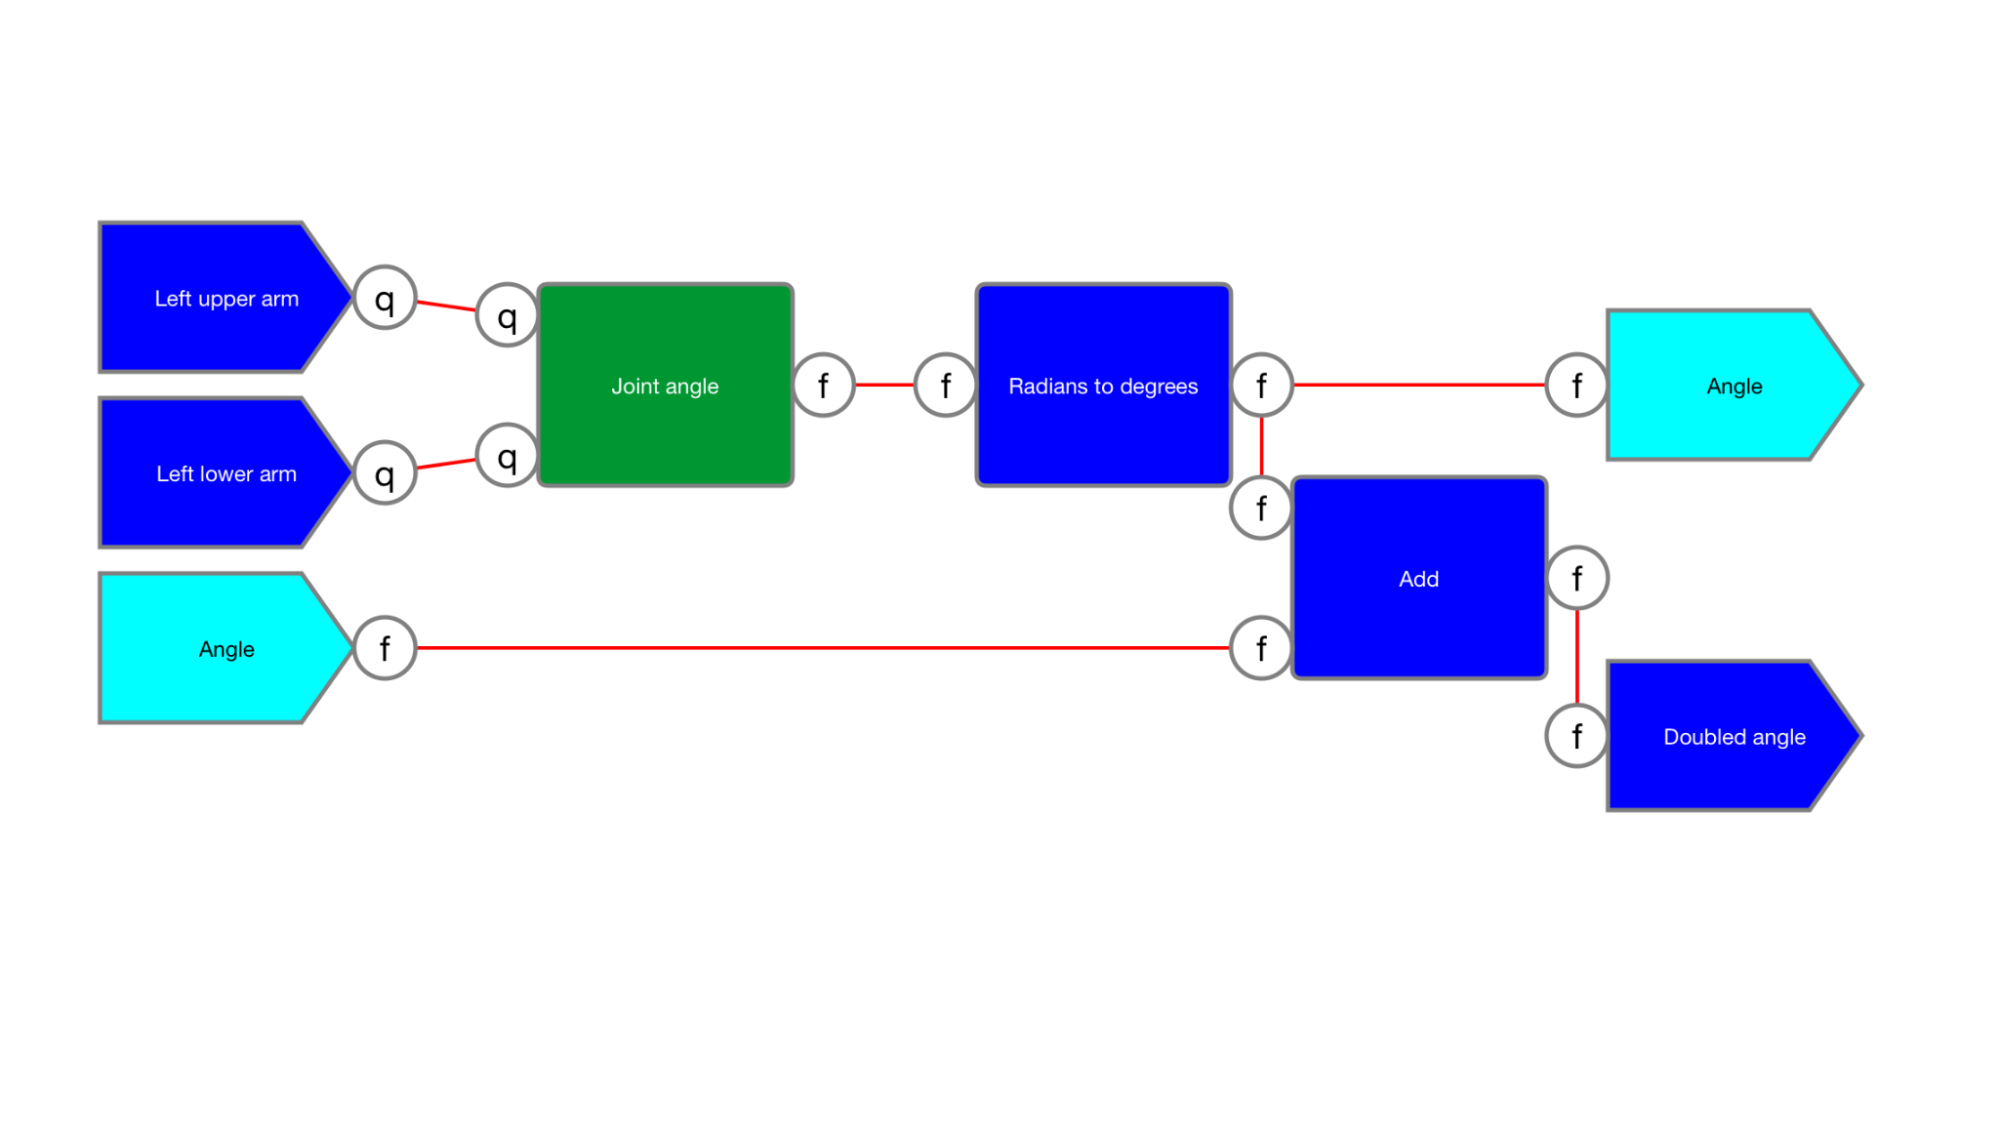 Left upper arm
q
q
Joint angle
f
f
Radians to degrees
f
f
Angle
Left lower arm
q
q
f
Add
f
Angle
f
f
f
Doubled angle